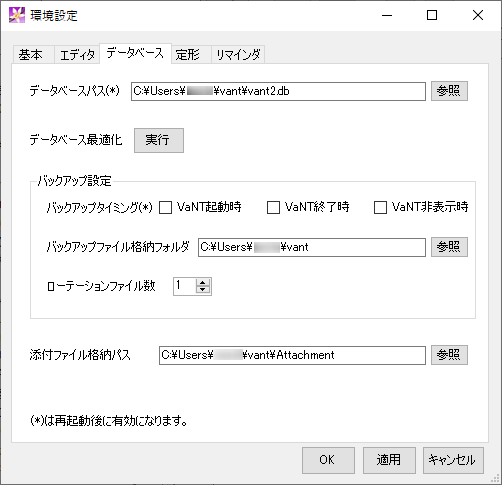 環境設定
基本 エディタ データベース 定形 リマインダ
データベースパス(*) C:¥Users¥ ¥vant¥vant2.db 参照
データベース最適化 実行
バックアップ設定
バックアップタイミング(*) VaNT起動時 VaNT終了時 VaNT非表示時
バックアップファイル格納フォルダ C:¥Users¥ ¥vant 参照
ローテーションファイル数 1
添付ファイル格納パス C:¥Users¥ ¥vant¥Attachment 参照
(*)は再起動後に有効になります。
OK 適用 キャンセル